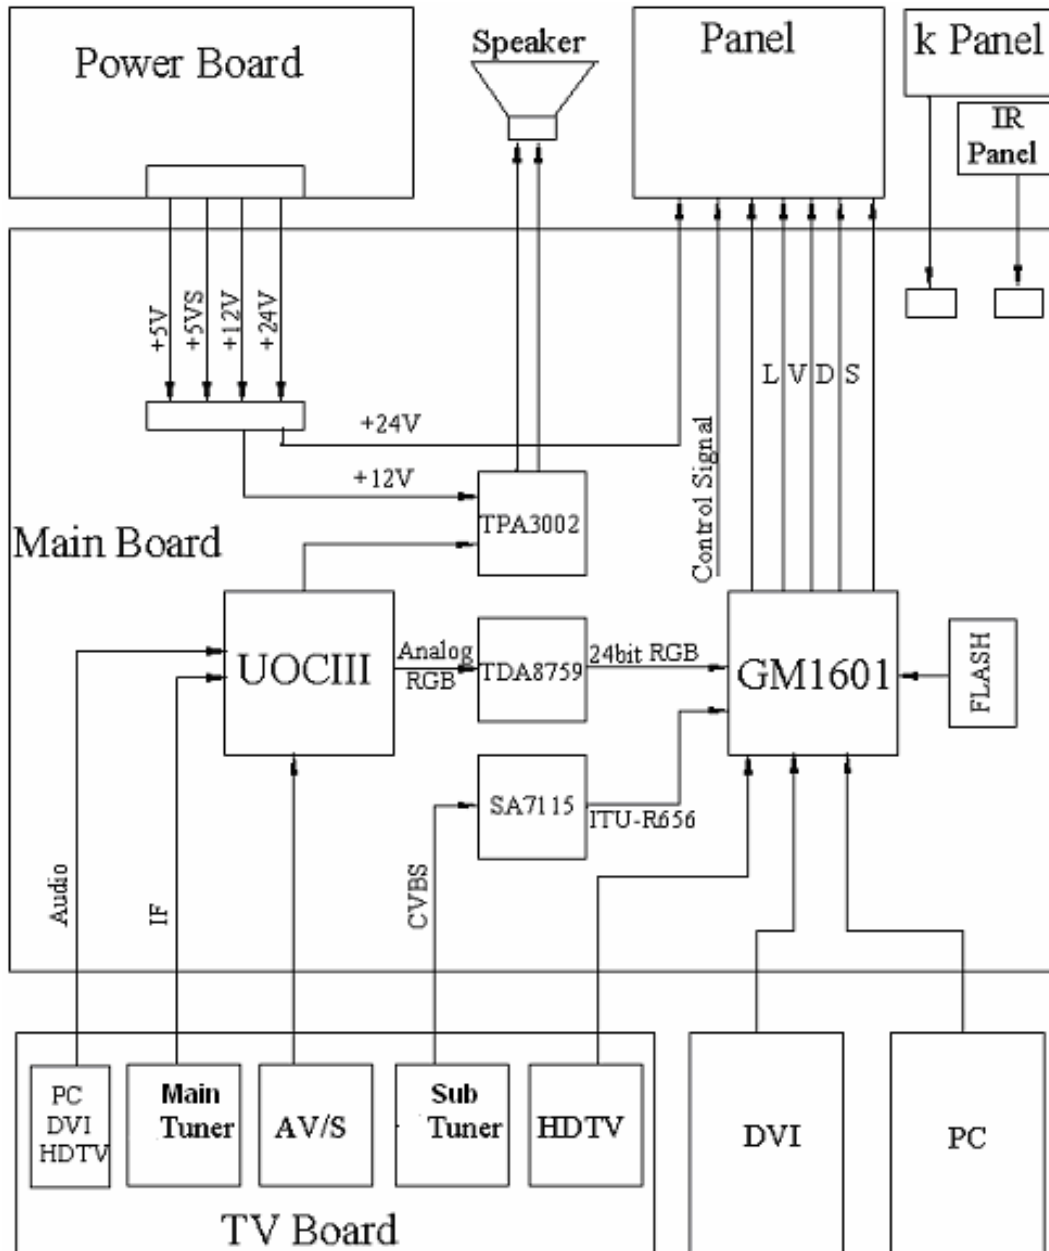 Power Board
Speaker
Panel
k Panel
IR
Panel
+5V
+5VS
+12V
+24V
L V D S
+24V
Control Signal
+12V
TPA3002
Main Board
UOCIII
Analog
RGB
TDA8759
24bit RGB
GM1601
FLASH
SA7115
ITU-R656
Audio
IF
CVBS
PC
DVI
HDTV
Main
Tuner
AV/S
Sub
Tuner
HDTV
DVI
PC
TV Board